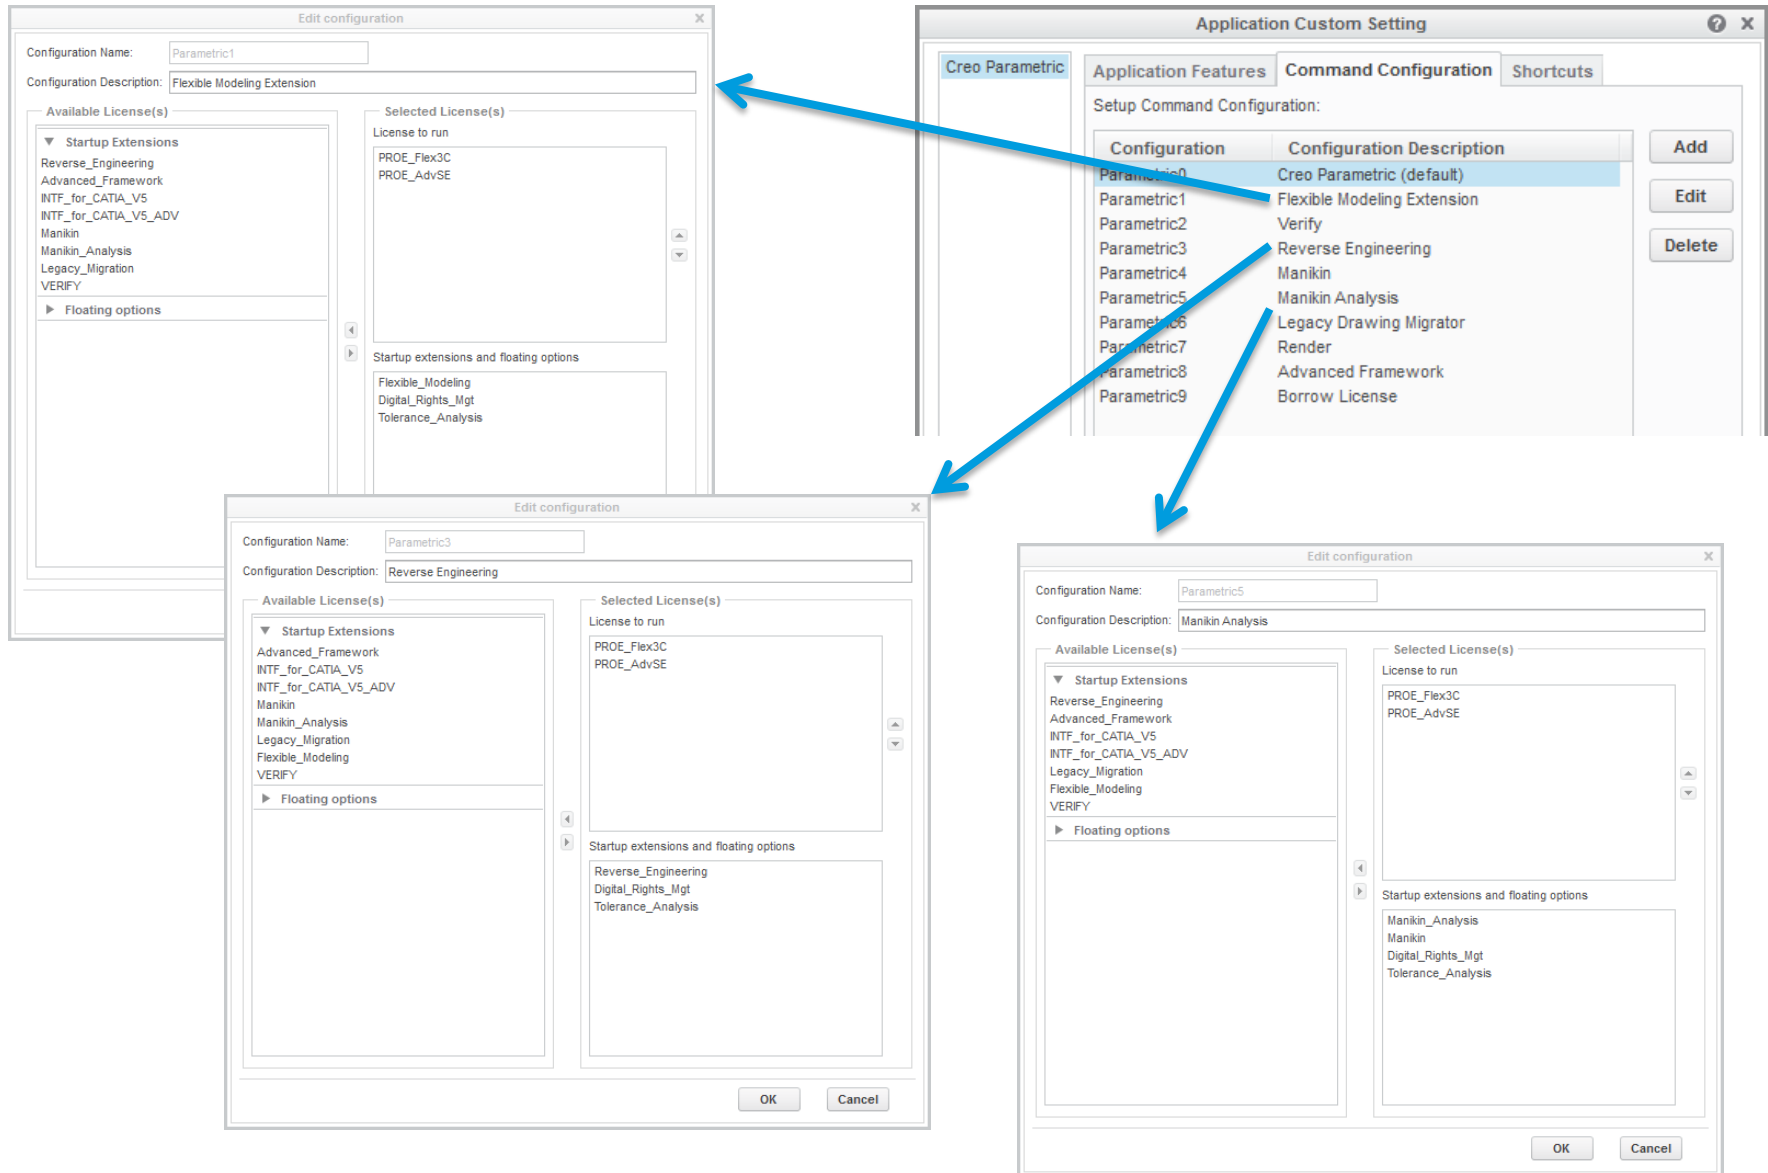 Edit configuration X
Configuration Name: Parametric1
Configuration Description: Flexible Modeling Extension
Available License(s)
Startup Extensions
Reverse_Engineering
Advanced_Framework
INTF_for_CATIA_V5
INTF_for_CATIA_V5_ADV
Manikin
Manikin_Analysis
Legacy_Migration
VERIFY
Floating options
Selected License(s)
License to run
PROE_Flex3C
PROE_AdvSE
Startup extensions and floating options
Flexible_Modeling
Digital_Rights_Mgt
Tolerance_Analysis
Application Custom Setting ? X
Creo Parametric
Application Features Command Configuration Shortcuts
Setup Command Configuration:
Configuration Configuration Description
Parametric0 Creo Parametric (default)
Parametric1 Flexible Modeling Extension
Parametric2 Verify
Parametric3 Reverse Engineering
Parametric4 Manikin
Parametric5 Manikin Analysis
Parametric6 Legacy Drawing Migrator
Parametric7 Render
Parametric8 Advanced Framework
Parametric9 Borrow License
Add
Edit
Delete
Edit configuration X
Configuration Name: Parametric3
Configuration Description: Reverse Engineering
Available License(s)
Startup Extensions
Advanced_Framework
INTF_for_CATIA_V5
INTF_for_CATIA_V5_ADV
Manikin
Manikin_Analysis
Legacy_Migration
Flexible_Modeling
VERIFY
Floating options
Selected License(s)
License to run
PROE_Flex3C
PROE_AdvSE
Startup extensions and floating options
Reverse_Engineering
Digital_Rights_Mgt
Tolerance_Analysis
OK Cancel
Edit configuration X
Configuration Name: Parametric5
Configuration Description: Manikin Analysis
Available License(s)
Startup Extensions
Reverse_Engineering
Advanced_Framework
INTF_for_CATIA_V5
INTF_for_CATIA_V5_ADV
Legacy_Migration
Flexible_Modeling
VERIFY
Floating options
Selected License(s)
License to run
PROE_Flex3C
PROE_AdvSE
Startup extensions and floating options
Manikin_Analysis
Manikin
Digital_Rights_Mgt
Tolerance_Analysis
OK Cancel